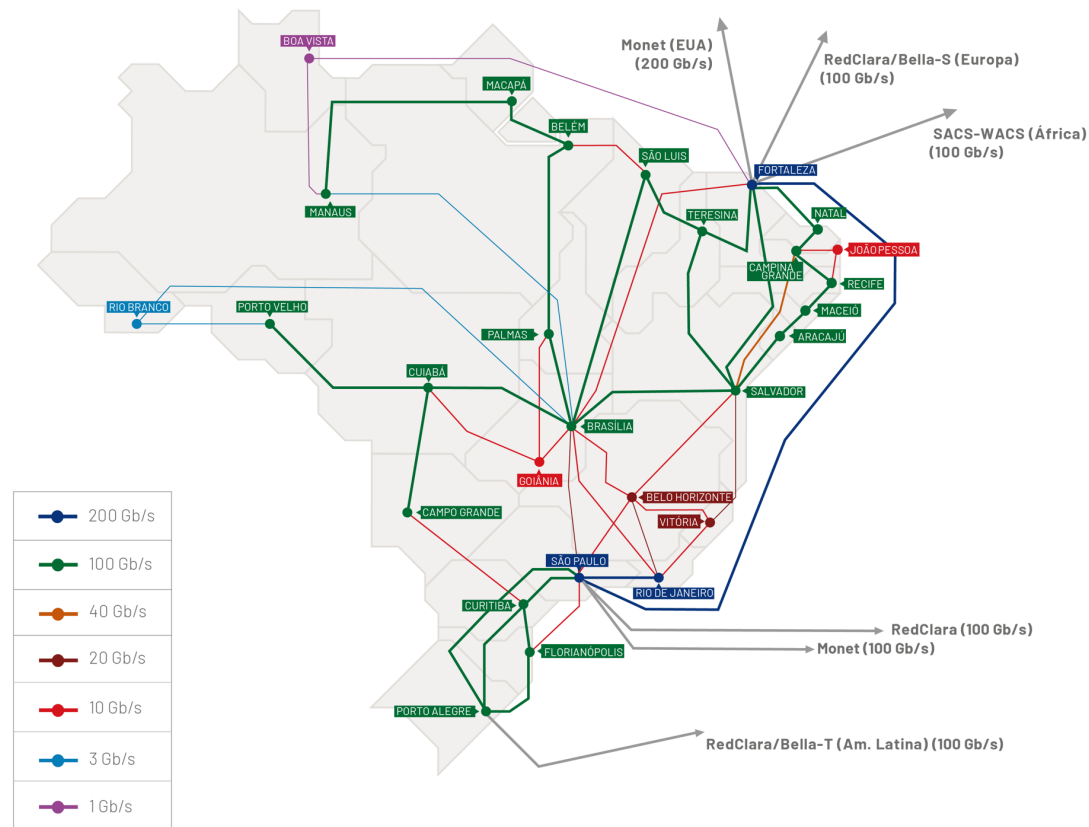 BOA VISTA
Monet (EUA)
(200 Gb/s)
RedClara/Bella-S (Europa)
(100 Gb/s)
MACAPÁ
SACS-WACS (África)
(100 Gb/s)
BELÉM
SÃO LUIS
FORTALEZA
MANAUS
TERESINA
NATAL
JOÃO PESSOA
CAMPINA
GRANDE
RECIFE
RIO BRANCO
PORTO VELHO
MACEIÓ
PALMAS
ARACAJÚ
CUIABÁ
SALVADOR
BRASÍLIA
GOIÂNIA
BELO HORIZONTE
CAMPO GRANDE
VITÓRIA
SÃO PAULO
RIO DE JANEIRO
CURITIBA
RedClara (100 Gb/s)
FLORIANÓPOLIS
Monet (100 Gb/s)
PORTO ALEGRE
RedClara/Bella-T (Am. Latina) (100 Gb/s)
200 Gb/s
100 Gb/s
40 Gb/s
20 Gb/s
10 Gb/s
3 Gb/s
1 Gb/s